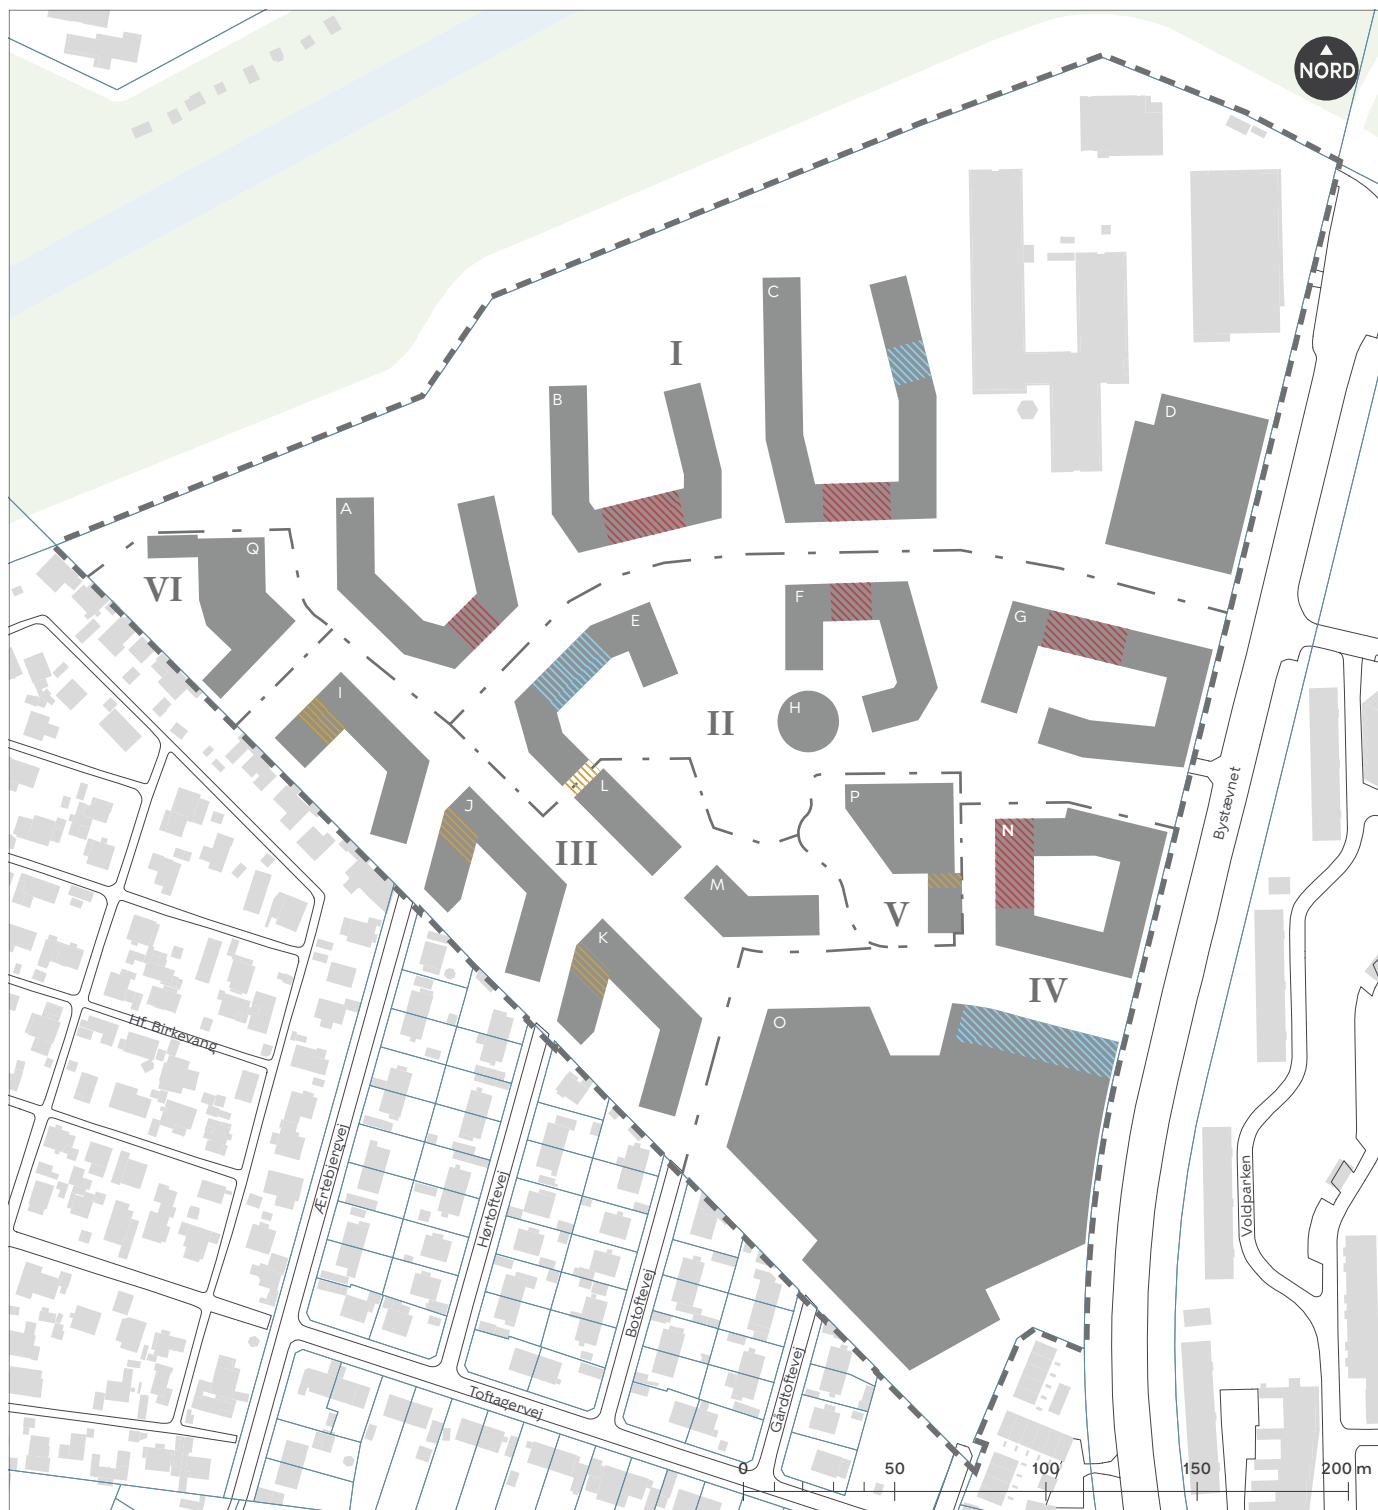 NORD
C
I
B
D
A
Q
VI
E
F
G
I
H
II
L
P
J
N
III
M
V
K
IV
O
Bystævnet
Hf. Birkevang
Ærtebjergvej
Hørtoftevej
Voldparken
Botoftevej
Gårdtoftevej
Toftagervej
0 50 100 150 200 m